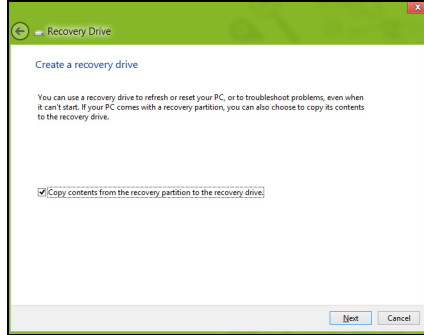 Recovery Drive
Create a recovery drive
You can use a recovery drive to refresh or reset your PC, or to troubleshoot problems, even when
it can't start. If your PC comes with a recovery partition, you can also choose to copy its contents
to the recovery drive.
Copy contents from the recovery partition to the recovery drive.
Next Cancel